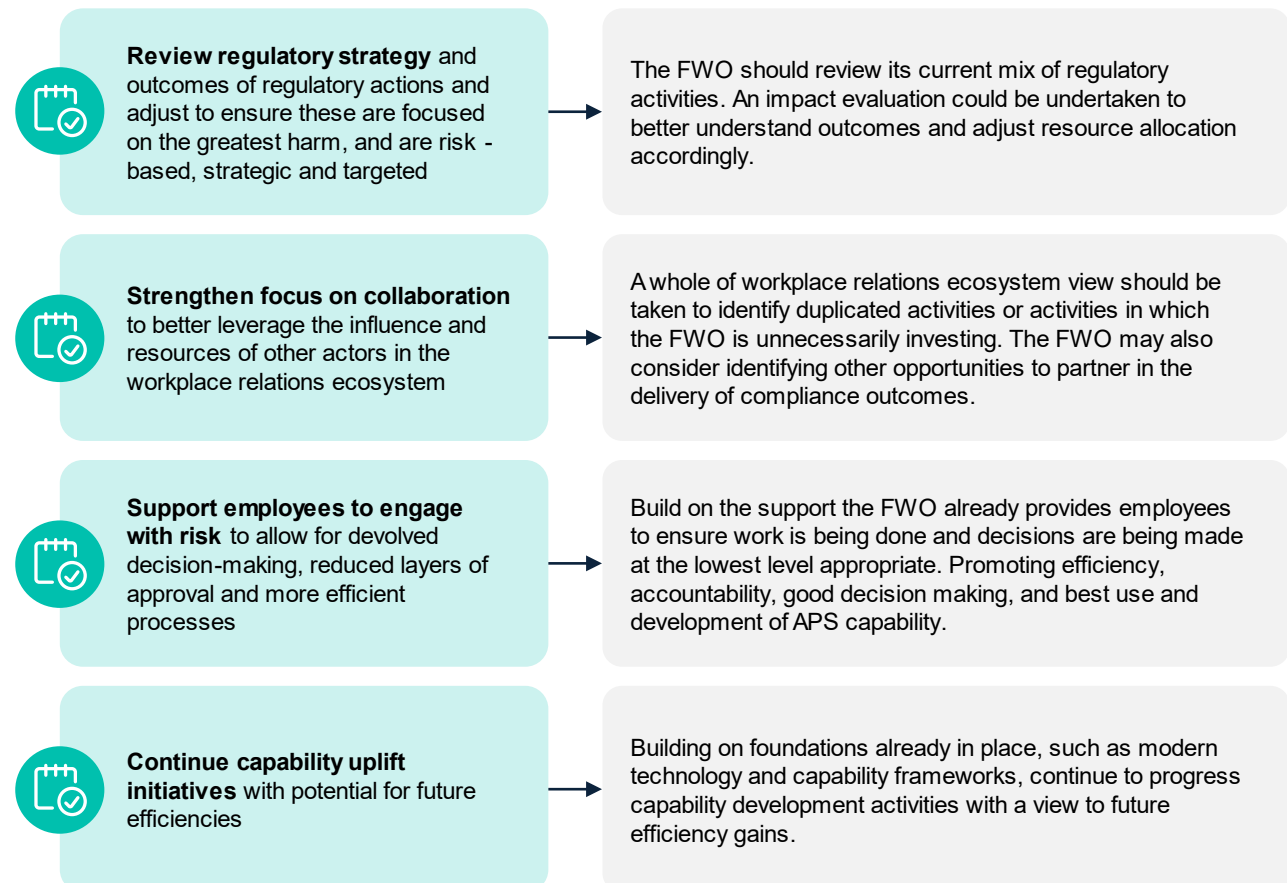 Review regulatory strategy and
outcomes of regulatory actions and
adjust to ensure these are focused
on the greatest harm, and are risk -
based, strategic and targeted
The FWO should review its current mix of regulatory
activities. An impact evaluation could be undertaken to
better understand outcomes and adjust resource allocation
accordingly.
Strengthen focus on collaboration
to better leverage the influence and
resources of other actors in the
workplace relations ecosystem
A whole of workplace relations ecosystem view should be
taken to identify duplicated activities or activities in which
the FWO is unnecessarily investing. The FWO may also
consider identifying other opportunities to partner in the
delivery of compliance outcomes.
Support employees to engage
with risk to allow for devolved
decision-making, reduced layers of
approval and more efficient
processes
Build on the support the FWO already provides employees
to ensure work is being done and decisions are being made
at the lowest level appropriate. Promoting efficiency,
accountability, good decision making, and best use and
development of APS capability.
Continue capability uplift
initiatives with potential for future
efficiencies
Building on foundations already in place, such as modern
technology and capability frameworks, continue to progress
capability development activities with a view to future
efficiency gains.